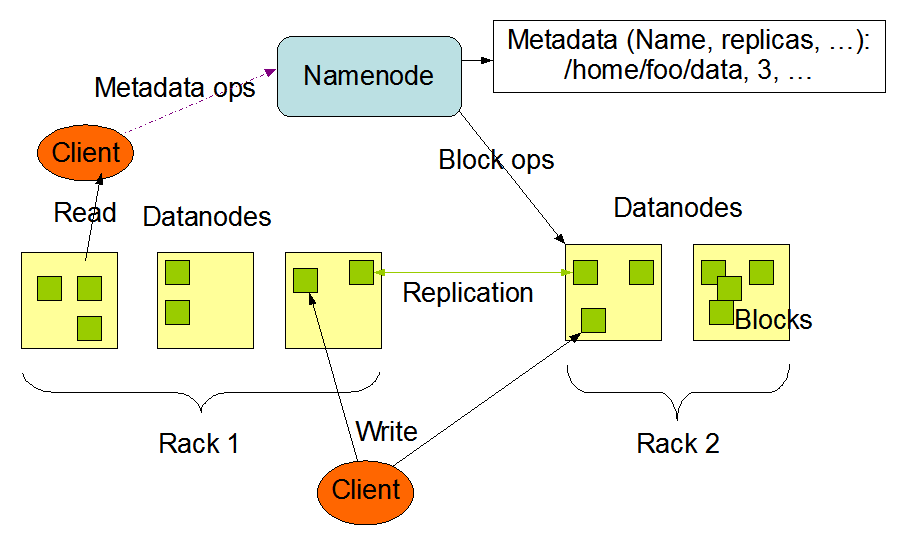 Metadata (Name, replicas, …):
/home/foo/data, 3, …
Namenode
Metadata ops
Client
Block ops
Read
Datanodes
Datanodes
Replication
Blocks
Rack 1
Write
Rack 2
Client